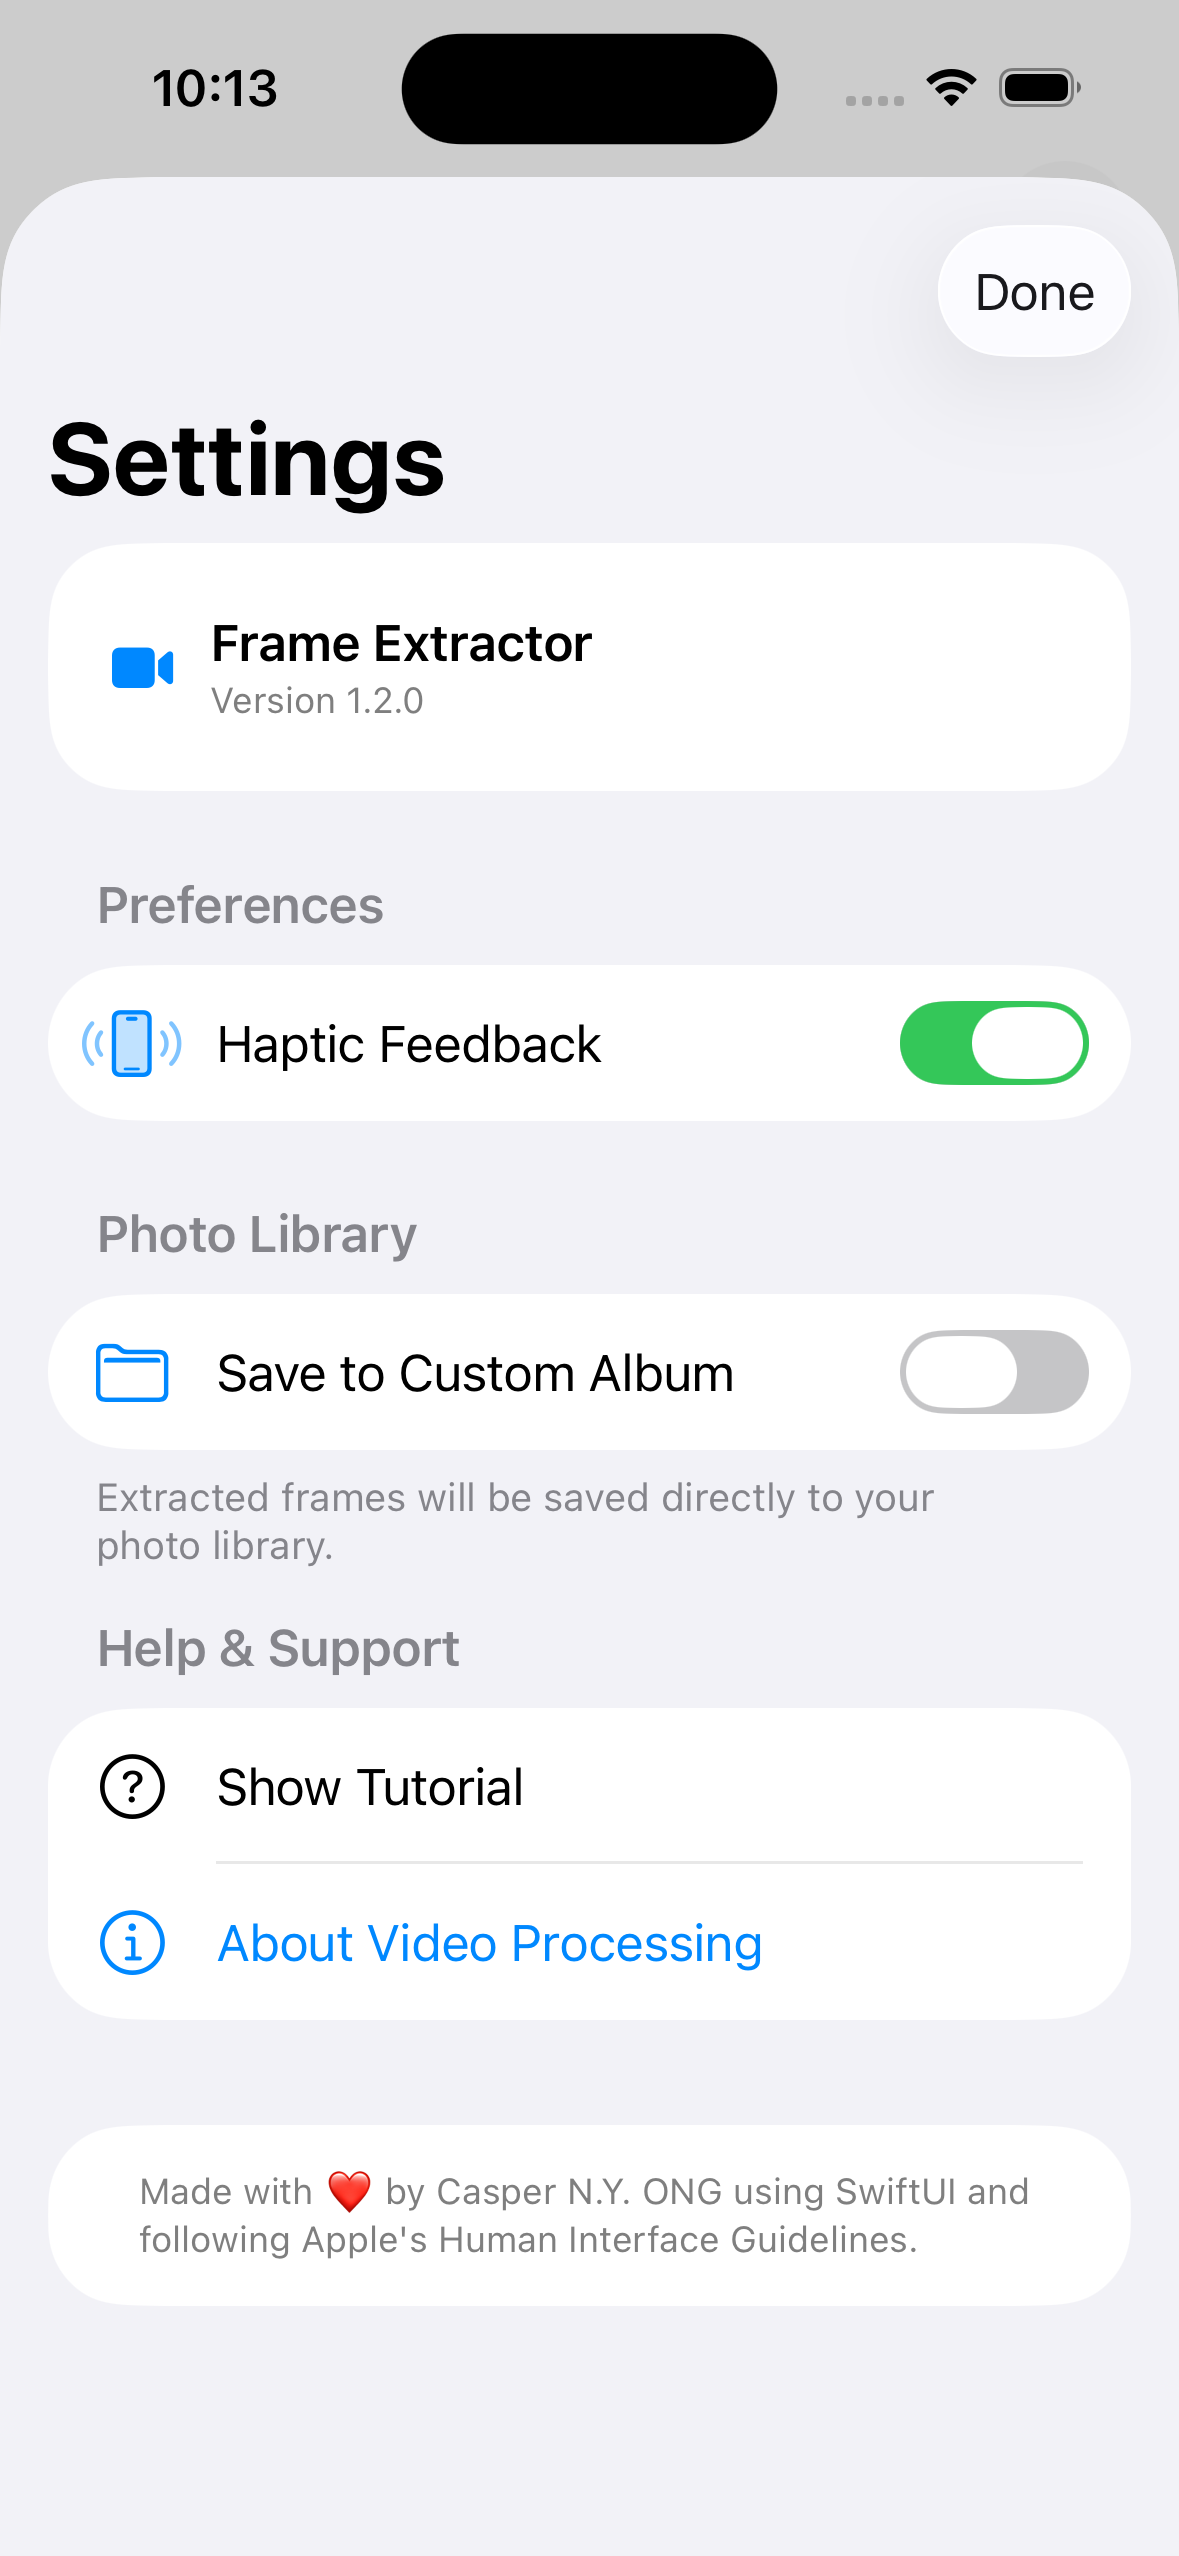 10:13
Done
Settings
Frame Extractor
Version 1.2.0
Preferences
Haptic Feedback
Photo Library
Save to Custom Album
Extracted frames will be saved directly to your
photo library.
Help & Support
Show Tutorial
About Video Processing
Made with ❤️ by Casper N.Y. ONG using SwiftUI and
following Apple's Human Interface Guidelines.